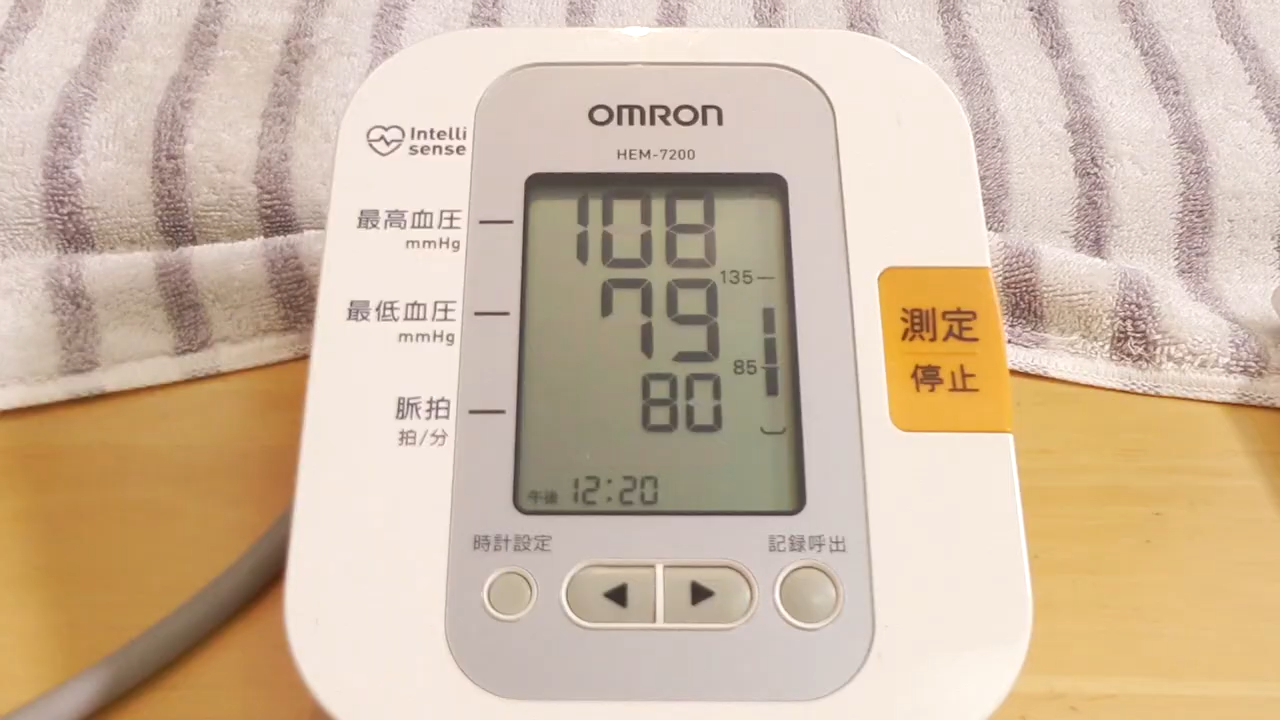 OMRON
HEM-7200
Intelli
sense
最高血圧
mmHg
108
135
最低血圧
mmHg
79
85
脈拍
拍/分
80
午後 12:20
測定
停止
時計設定
記録呼出